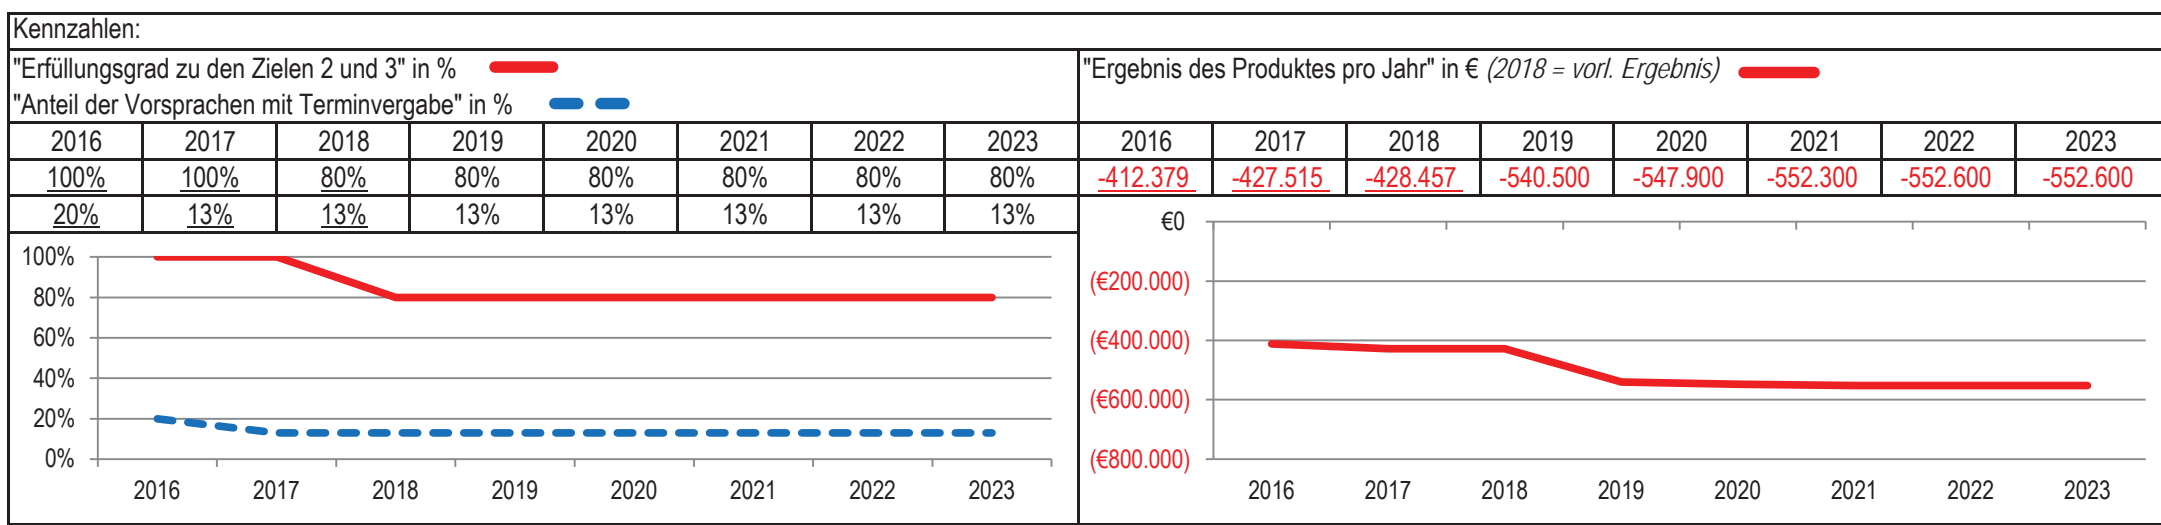 Kennzahlen:
"Erfüllungsgrad zu den Zielen 2 und 3" in %
"Anteil der Vorsprachen mit Terminvergabe" in %
2016 2017 2018 2019 2020 2021 2022 2023
100% 100% 80% 80% 80% 80% 80% 80%
20% 13% 13% 13% 13% 13% 13% 13%
100%
80%
60%
40%
20%
0%
2016 2017 2018 2019 2020 2021 2022 2023
"Ergebnis des Produktes pro Jahr" in € (2018 = vorl. Ergebnis)
2016 2017 2018 2019 2020 2021 2022 2023
-412.379 -427.515 -428.457 -540.500 -547.900 -552.300 -552.600 -552.600
€0
(€200.000)
(€400.000)
(€600.000)
(€800.000)
2016 2017 2018 2019 2020 2021 2022 2023